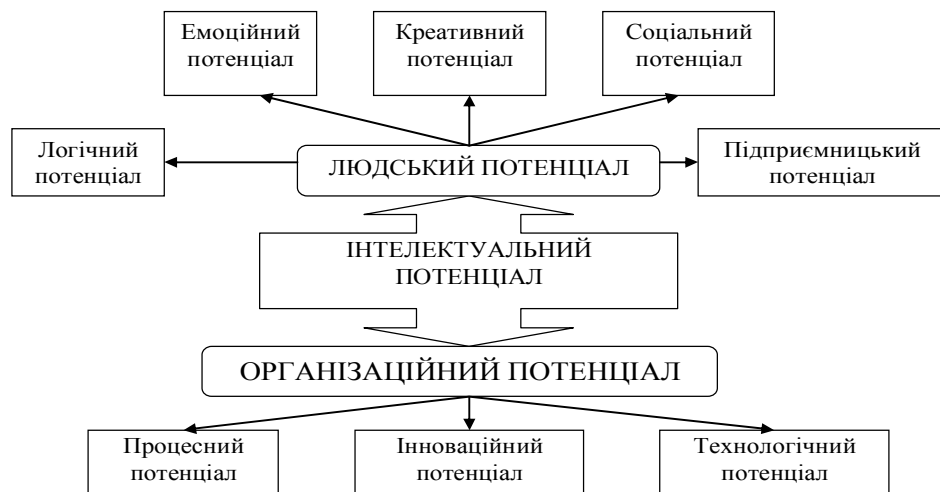 Емоційний
потенціал
Креативний
потенціал
Соціальний
потенціал
Логічний
потенціал
ЛЮДСЬКИЙ ПОТЕНЦІАЛ
Підприємницький
потенціал
ІНТЕЛЕКТУАЛЬНИЙ
ПОТЕНЦІАЛ
ОРГАНІЗАЦІЙНИЙ ПОТЕНЦІАЛ
Процесний
потенціал
Інноваційний
потенціал
Технологічний
потенціал